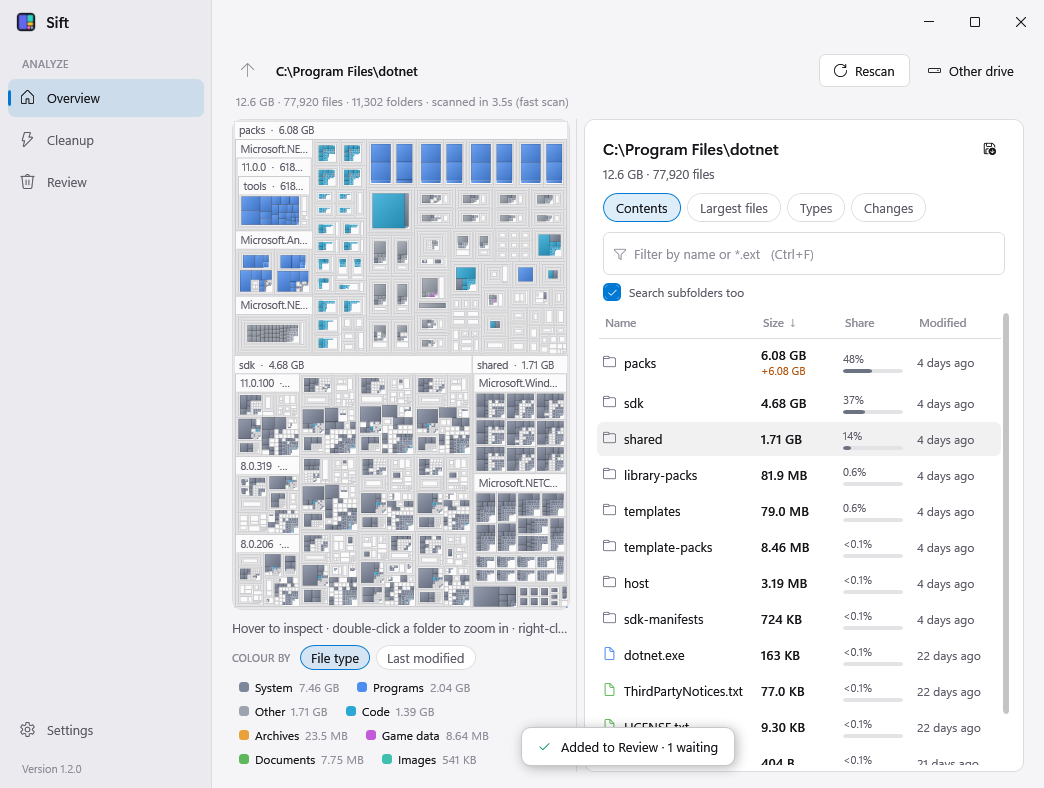 Sift
ANALYZE
Overview
Cleanup
Review
Settings
Version 1.2.0
C:\Program Files\dotnet
Rescan
Other drive
12.6 GB · 77,920 files · 11,302 folders · scanned in 3.5s (fast scan)
packs · 6.08 GB
Microsoft.NE...
11.0.0 · 618...
tools · 618...
Microsoft.An...
Microsoft.NE...
sdk · 4.68 GB
11.0.100 ·...
8.0.319 ·...
8.0.206 ·...
shared · 1.71 GB
Microsoft.Wind...
Microsoft.NETC...
Hover to inspect · double-click a folder to zoom in · right-cl...
COLOUR BY
File type
Last modified
System 7.46 GB
Programs 2.04 GB
Other 1.71 GB
Code 1.39 GB
Archives 23.5 MB
Game data 8.64 MB
Documents 7.75 MB
Images 541 KB
C:\Program Files\dotnet
12.6 GB · 77,920 files
Contents
Largest files
Types
Changes
Filter by name or *.ext (Ctrl+F)
Search subfolders too
Name Size ↓ Share Modified
packs 6.08 GB +6.08 GB 48% 4 days ago
sdk 4.68 GB 37% 4 days ago
shared 1.71 GB 14% 4 days ago
library-packs 81.9 MB 0.6% 4 days ago
templates 79.0 MB 0.6% 4 days ago
template-packs 8.46 MB <0.1% 4 days ago
host 3.19 MB <0.1% 4 days ago
sdk-manifests 724 KB <0.1% 4 days ago
dotnet.exe 163 KB <0.1% 22 days ago
ThirdPartyNotices.txt 77.0 KB <0.1% 22 days ago
LICENSE.txt 9.30 KB <0.1% 22 days ago
404 B <0.1% 21 days ago
Added to Review · 1 waiting